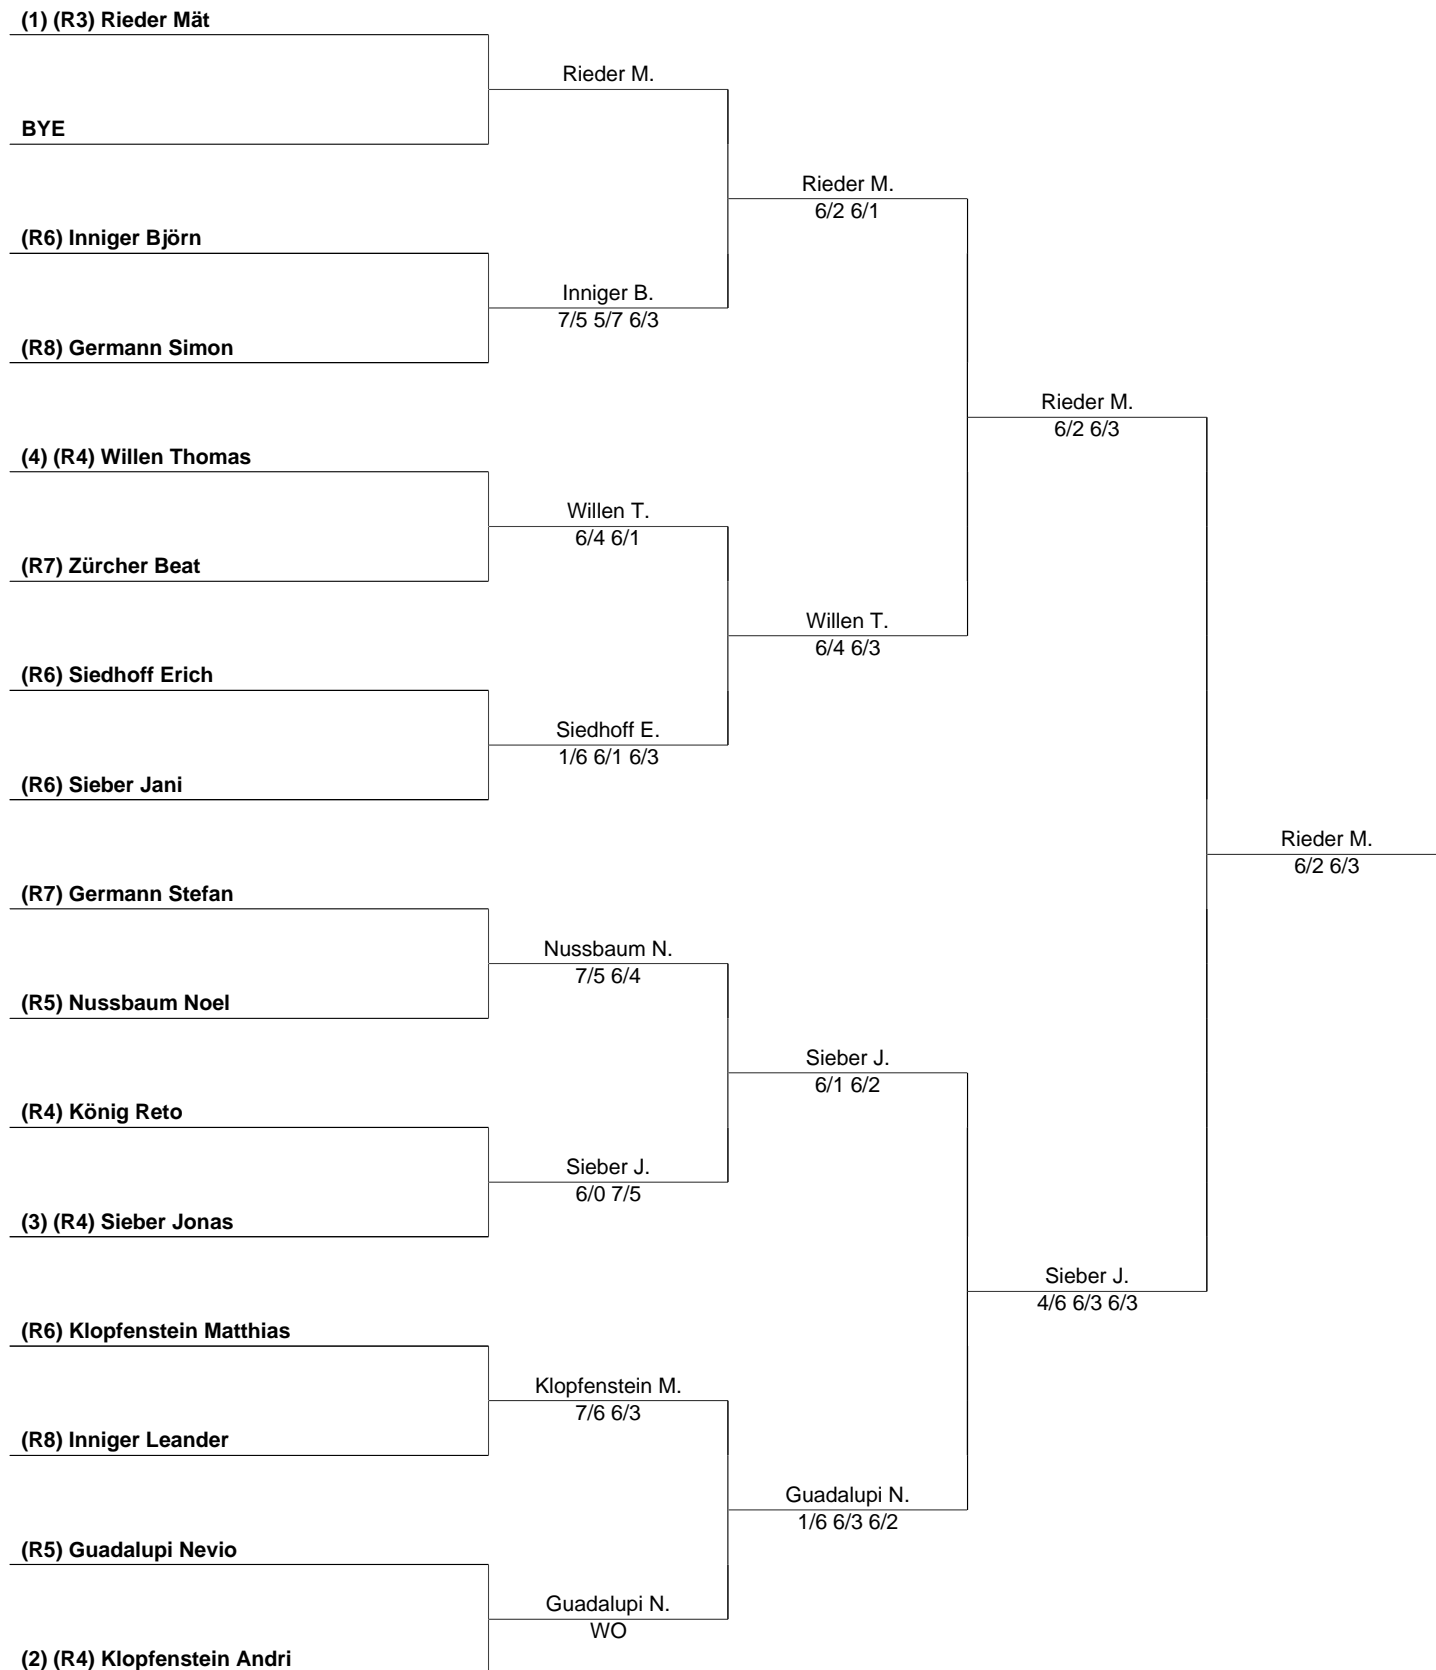 (1) (R3) Rieder Mät
Rieder M.
BYE
Rieder M.
6/2 6/1
(R6) Inniger Björn
Inniger B.
7/5 5/7 6/3
(R8) Germann Simon
Rieder M.
6/2 6/3
(4) (R4) Willen Thomas
Willen T.
6/4 6/1
(R7) Zürcher Beat
Willen T.
6/4 6/3
(R6) Siedhoff Erich
Siedhoff E.
1/6 6/1 6/3
(R6) Sieber Jani
Rieder M.
6/2 6/3
(R7) Germann Stefan
Nussbaum N.
7/5 6/4
(R5) Nussbaum Noel
Sieber J.
6/1 6/2
(R4) König Reto
Sieber J.
6/0 7/5
(3) (R4) Sieber Jonas
Sieber J.
4/6 6/3 6/3
(R6) Klopfenstein Matthias
Klopfenstein M.
7/6 6/3
(R8) Inniger Leander
Guadalupi N.
1/6 6/3 6/2
(R5) Guadalupi Nevio
Guadalupi N.
WO
(2) (R4) Klopfenstein Andri